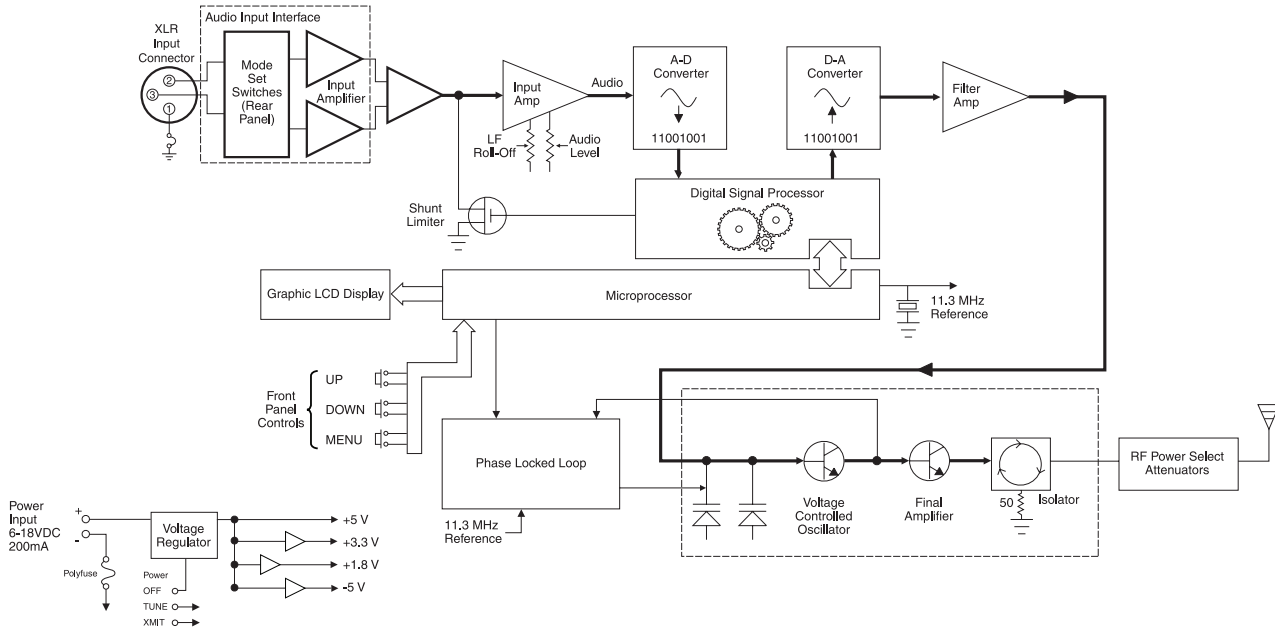 Audio Input Interface
XLR
Input
Connector
2
3
1
Mode
Set
Switches
(Rear
Panel)
Input
Amplifier
Input
Amp
LF
Roll-Off
Audio
Level
Audio
A-D
Converter
11001001
D-A
Converter
11001001
Filter
Amp
Shunt
Limiter
Digital Signal Processor
Graphic LCD Display
Microprocessor
11.3 MHz
Reference
Front
Panel
Controls
UP
DOWN
MENU
Phase Locked Loop
11.3 MHz
Reference
Voltage
Controlled
Oscillator
Final
Amplifier
50
Isolator
RF Power Select
Attenuators
Power
Input
6-18VDC
200mA
+
-
Polyfuse
Voltage
Regulator
Power
OFF
TUNE
XMIT
+5 V
+3.3 V
+1.8 V
-5 V